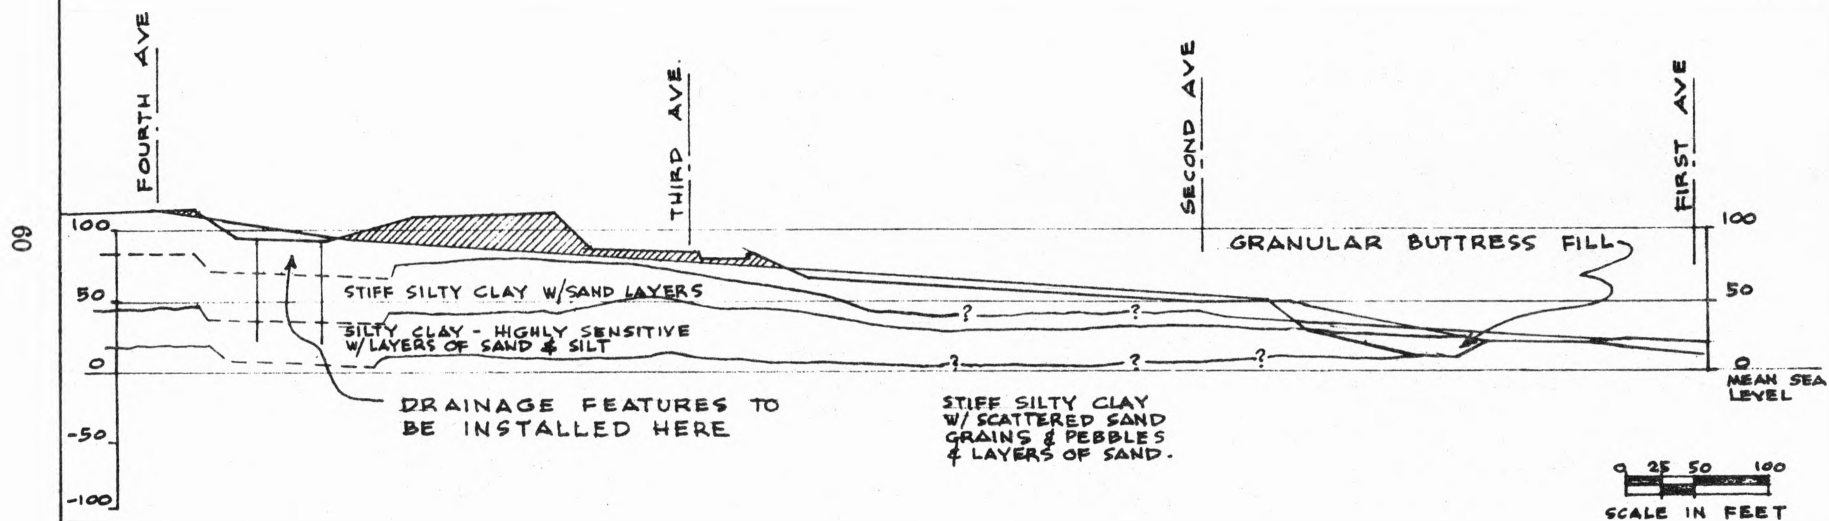 FOURTH AVE
THIRD AVE.
SECOND AVE
FIRST AVE
60
100
50
0
-50
-100
GRANULAR BUTTRESS FILL
100
50
0
MEAN SEA
LEVEL
STIFF SILTY CLAY W/SAND LAYERS
SILTY CLAY - HIGHLY SENSITIVE
W/LAYERS OF SAND & SILT
? ?
? ? ?
DRAINAGE FEATURES TO
BE INSTALLED HERE
STIFF SILTY CLAY
W/ SCATTERED SAND
GRAINS & PEBBLES
& LAYERS OF SAND.
0 25 50 100
SCALE IN FEET